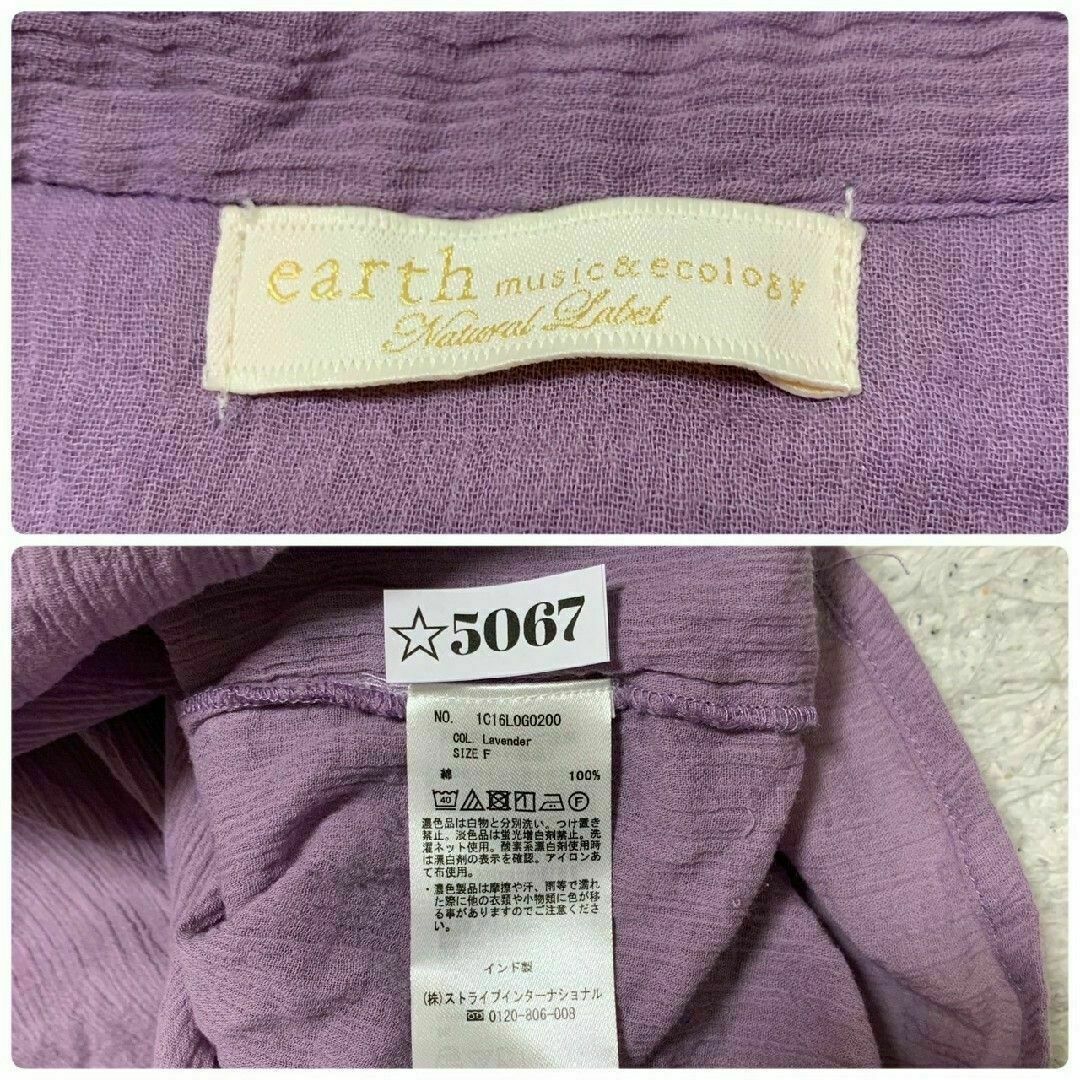 earth music&ecology
Natural Label
☆5067
NO. 1C16L0G0200
COL. Lavender
SIZE F
綿 100%
40 F
濃色品は白物と分別洗い。つけ置き
禁止。淡色品は蛍光増白剤禁止。洗
濯ネット使用。酸素系漂白剤使用時
は漂白剤の表示を確認。アイロンあ
て布使用。
・濃色製品は摩擦や汗、雨等で濡れ
た際に他の衣類や小物類に色が移
る事がありますのでご注意くださ
い。
インド製
(株)ストライプインターナショナル
0120-806-008